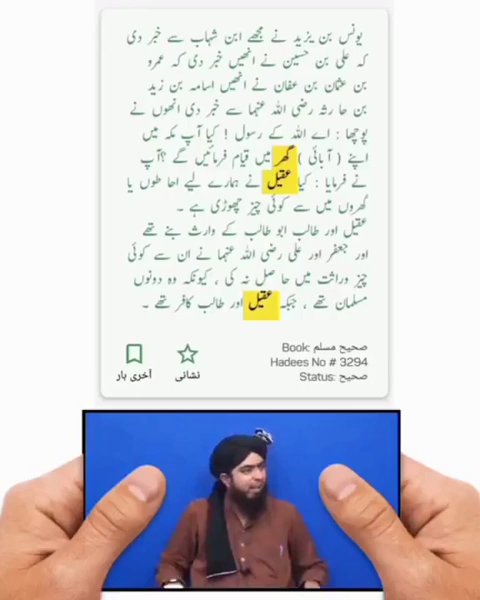 یونس بن یزید نے مجھے ابن شہاب سے خبر دی
کہ علی بن حسین نے انھیں خبر دی کہ عمرو
بن عثمان بن عفان نے انھیں اسامہ بن زید
بن حا رثہ رضی اللہ عنہما سے خبر دی انھوں نے
پوچھا : اے اللہ کے رسول ! کیا آپ مکہ میں
اپنے ( آبائی ) گھر میں قیام فرمائیں گے ؟آپ
نے فرمایا : کیا عقیل نے ہمارے لیے احا طوں یا
گھروں میں سے کوئی چیز چھوڑی ہے ۔
عقیل اور طالب ابو طالب کے وارث بنے تھے
اور جعفر اور علی رضی اللہ عنہما نے ان سے کوئی
چیز وراثت میں حا صل نہ کی ، کیونکہ وہ دونوں
مسلمان تھے ، جبکہ عقیل اور طالب کافر تھے ۔
Book: صحیح مسلم
Hadees No # 3294
Status: صحیح
نشانی
آخری بار